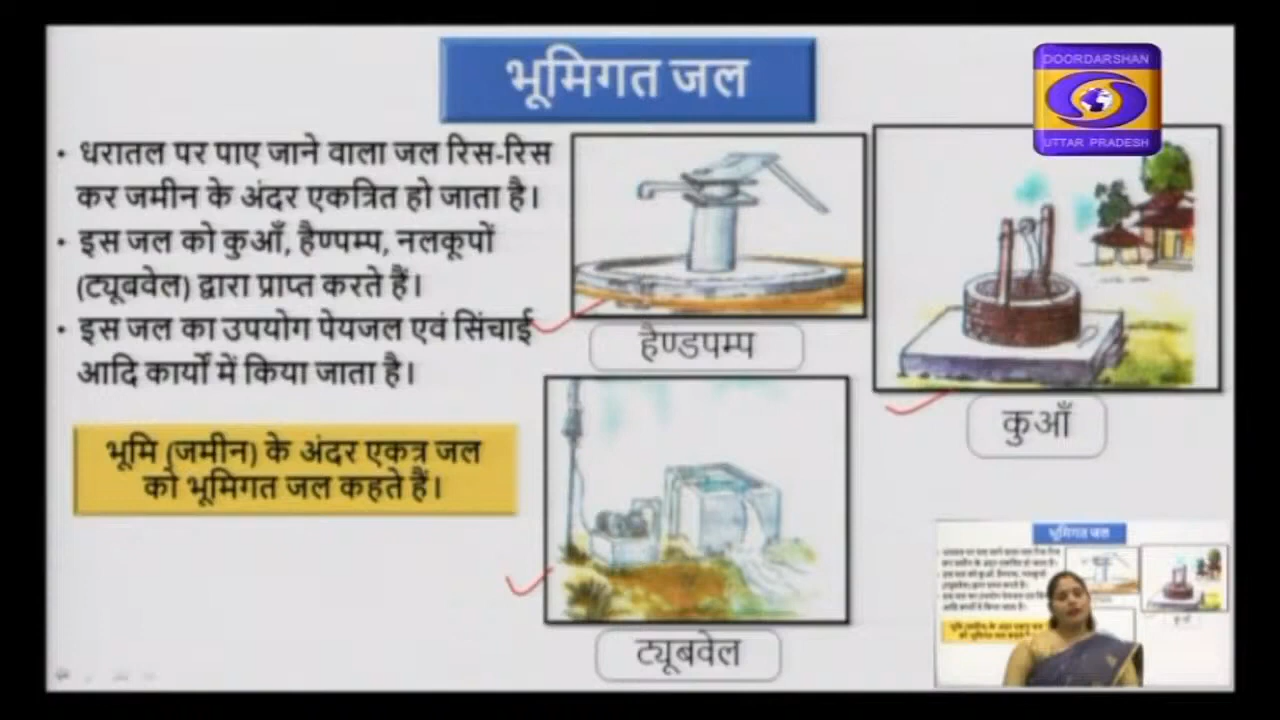 भूमिगत जल
DOORDARSHAN
UTTAR PRADESH
• धरातल पर पाए जाने वाला जल रिस-रिस
कर जमीन के अंदर एकत्रित हो जाता है।
• इस जल को कुआँ, हैण्पम्प, नलकूपों
(ट्यूबवेल) द्वारा प्राप्त करते हैं।
• इस जल का उपयोग पेयजल एवं सिंचाई
आदि कार्यों में किया जाता है।
भूमि (जमीन) के अंदर एकत्र जल
को भूमिगत जल कहते हैं।
हैण्डपम्प
कुआँ
ट्यूबवेल
भूमिगत जल